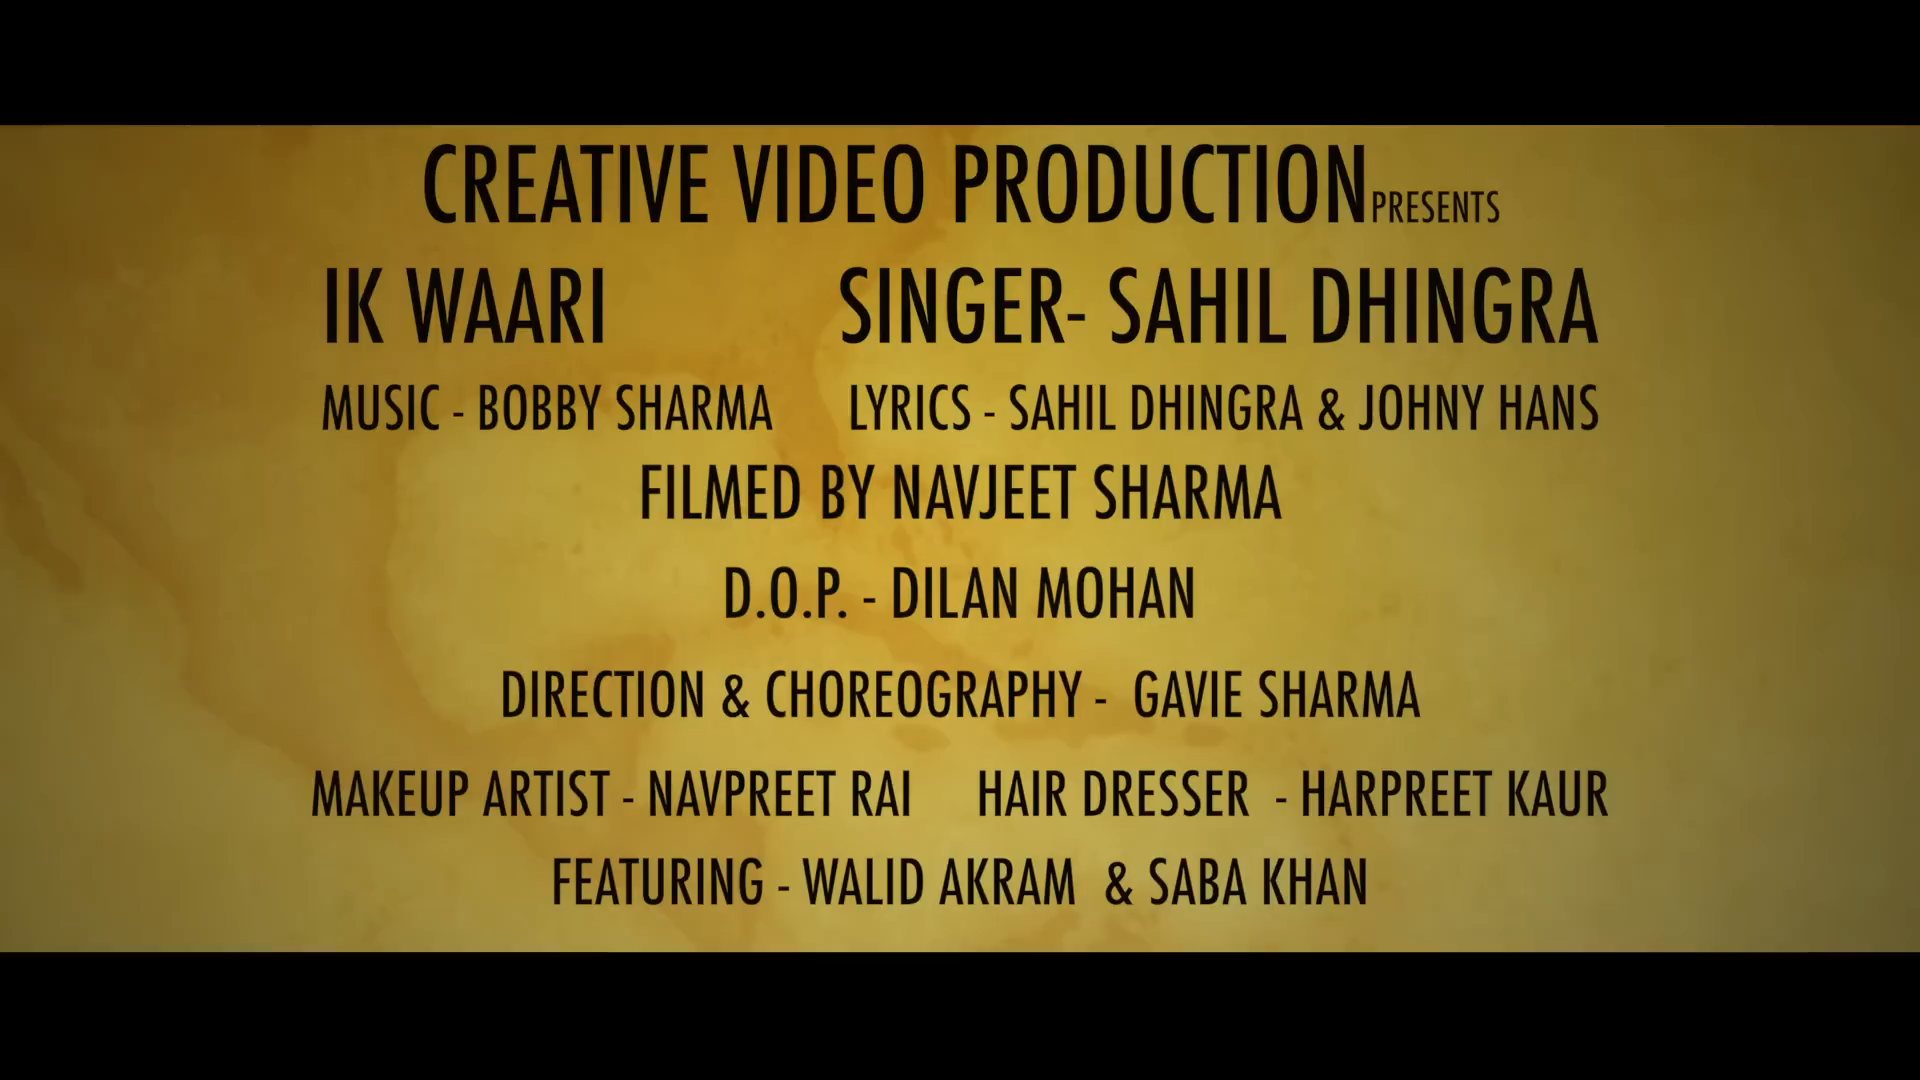 CREATIVE VIDEO PRODUCTION PRESENTS
IK WAARI SINGER- SAHIL DHINGRA
MUSIC - BOBBY SHARMA LYRICS - SAHIL DHINGRA & JOHNY HANS
FILMED BY NAVJEET SHARMA
D.O.P. - DILAN MOHAN
DIRECTION & CHOREOGRAPHY - GAVIE SHARMA
MAKEUP ARTIST - NAVPREET RAI HAIR DRESSER - HARPREET KAUR
FEATURING - WALID AKRAM & SABA KHAN